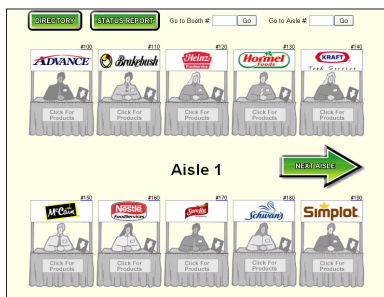 DIRECTORY STATUS REPORT Go to Booth #: Go Go to Aisle #: Go
#100 #110 #120 #130 #140
ADVANCE Brakebush Heinz Foodservice Hormel Foods KRAFT Food Service
Click For Click For Click For Click For Click For
Products Products Products Products Products
Aisle 1 NEXT AISLE
#150 #160 #170 #180 #190
McCain Nestlé FoodServices Sara Lee Schwan's Simplot
Click For Click For Click For Click For Click For
Products Products Products Products Products